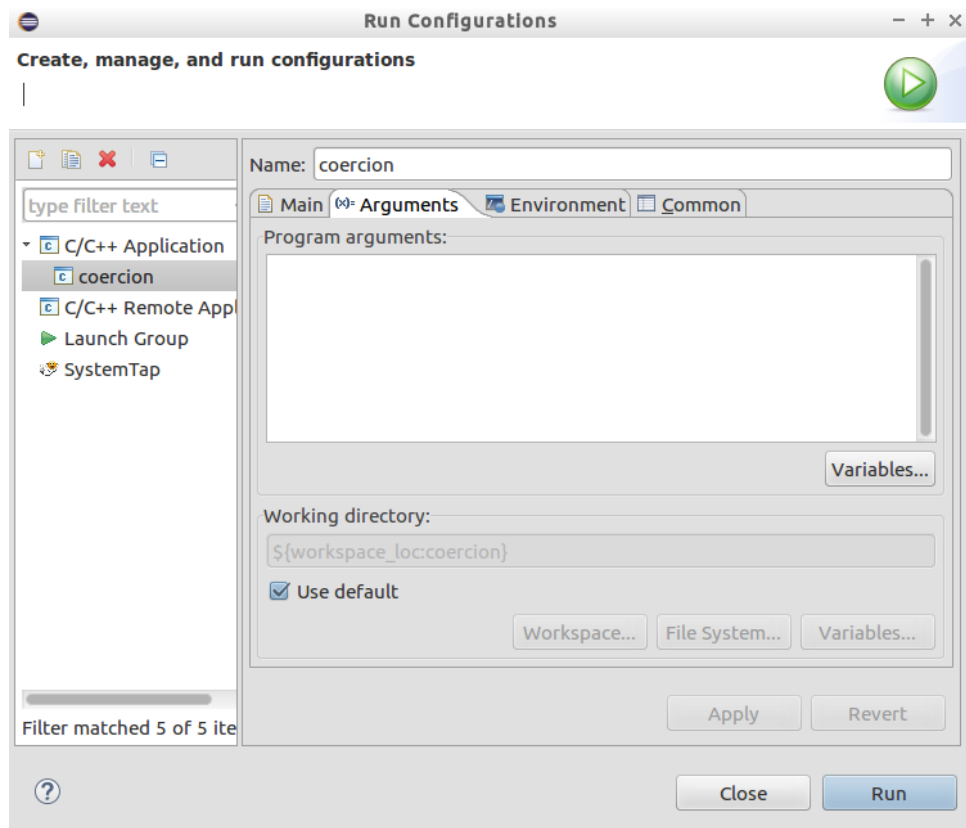 Run Configurations
Create, manage, and run configurations
type filter text
C/C++ Application
coercion
C/C++ Remote Appl
Launch Group
SystemTap
Filter matched 5 of 5 ite
Name: coercion
Main (x)= Arguments Environment Common
Program arguments:
Variables...
Working directory:
${workspace_loc:coercion}
Use default
Workspace... File System... Variables...
Apply Revert
? Close Run